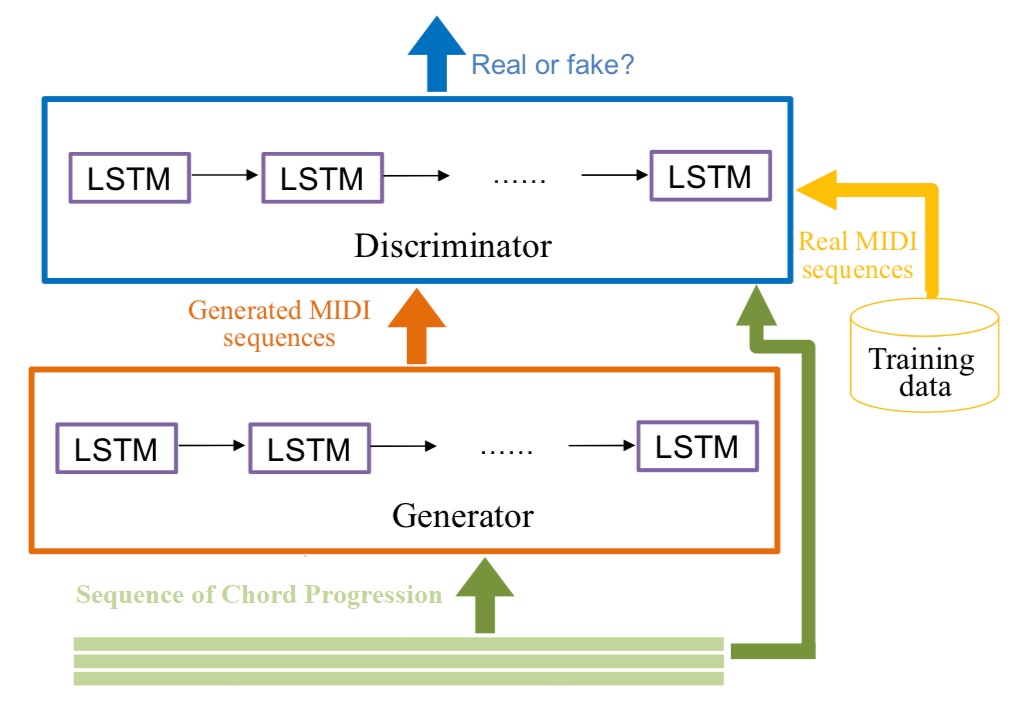 Real or fake?
LSTM
LSTM
......
LSTM
Discriminator
Real MIDI
sequences
Generated MIDI
sequences
Training
data
LSTM
LSTM
......
LSTM
Generator
Sequence of Chord Progression